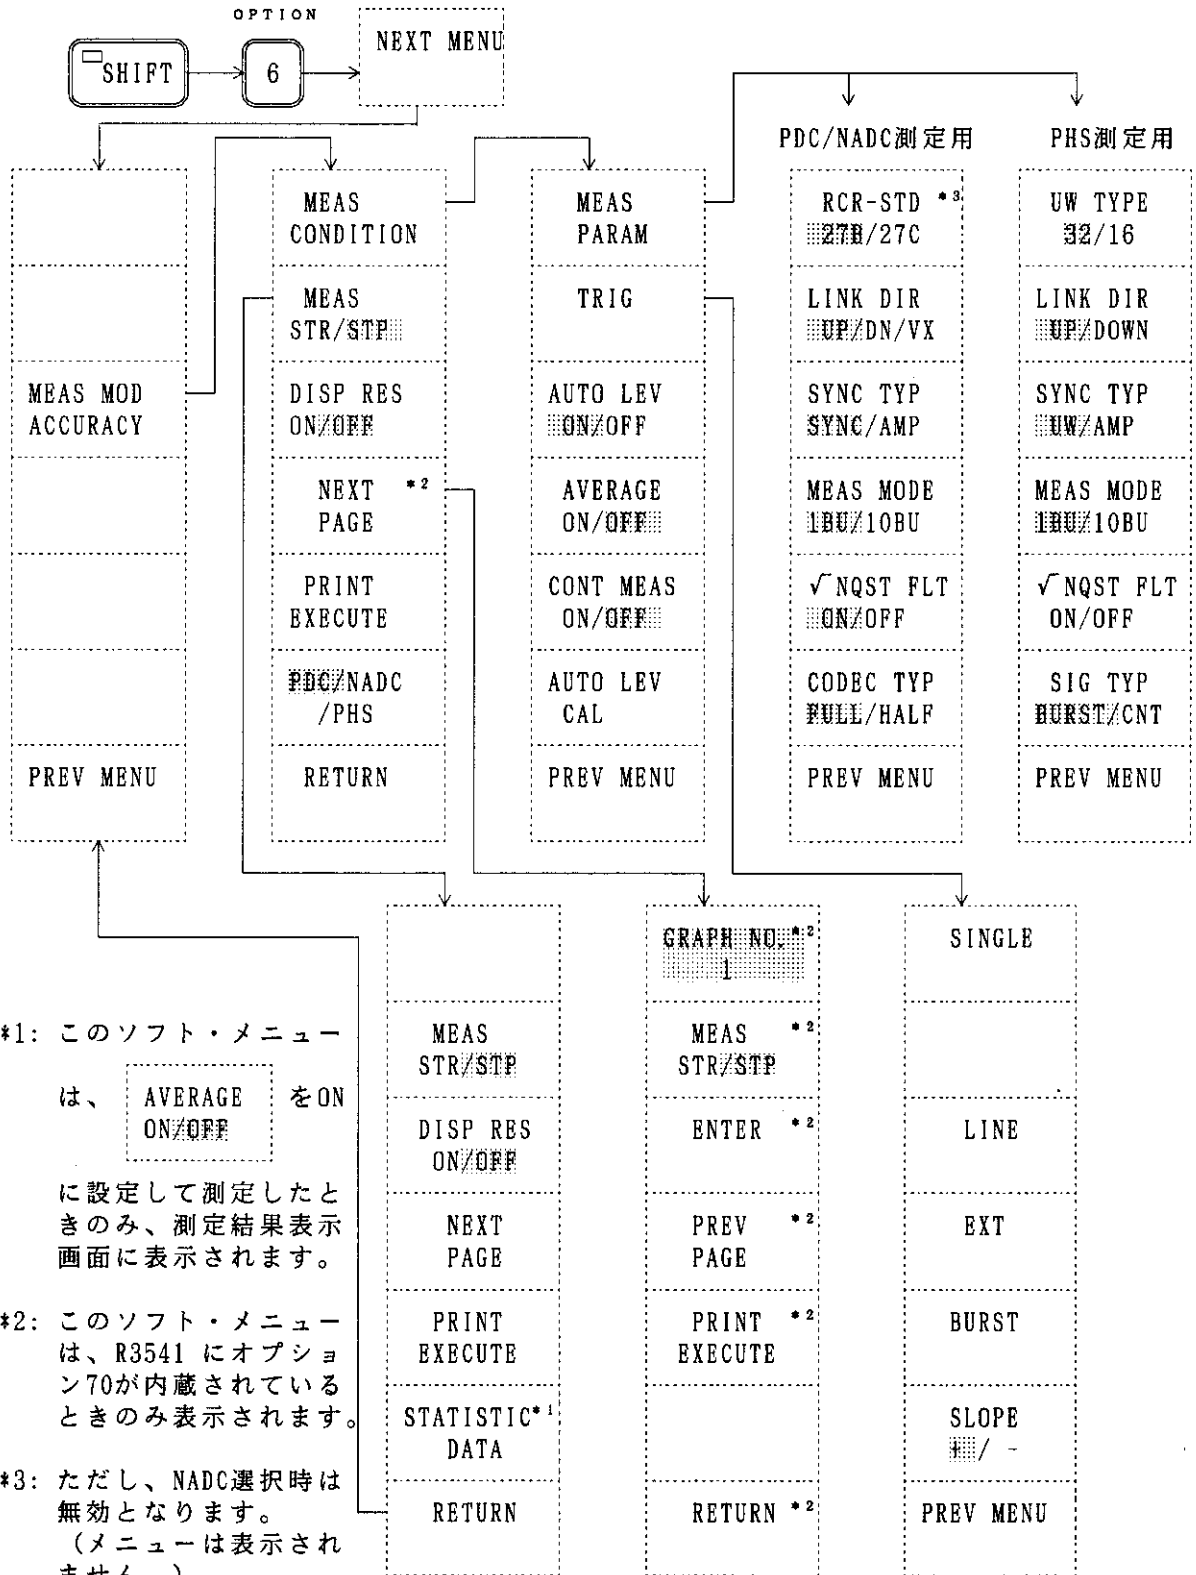 OPTION
SHIFT
6
NEXT MENU
PDC/NADC測定用
PHS測定用
MEAS MOD
ACCURACY
PREV MENU
MEAS
CONDITION
MEAS
STR/STP
DISP RES
ON/OFF
NEXT *2
PAGE
PRINT
EXECUTE
PDC/NADC
/PHS
RETURN
MEAS
PARAM
TRIG
AUTO LEV
ON/OFF
AVERAGE
ON/OFF
CONT MEAS
ON/OFF
AUTO LEV
CAL
PREV MENU
RCR-STD *3
27B/27C
LINK DIR
UP/DN/VX
SYNC TYP
SYNC/AMP
MEAS MODE
1BU/10BU
√NQST FLT
ON/OFF
CODEC TYP
FULL/HALF
PREV MENU
UW TYPE
32/16
LINK DIR
UP/DOWN
SYNC TYP
UW/AMP
MEAS MODE
1BU/10BU
√NQST FLT
ON/OFF
SIG TYP
BURST/CNT
PREV MENU
MEAS
STR/STP
DISP RES
ON/OFF
NEXT
PAGE
PRINT
EXECUTE
STATISTIC*1
DATA
RETURN
GRAPH NO.*2
1
MEAS *2
STR/STP
ENTER *2
PREV *2
PAGE
PRINT *2
EXECUTE
RETURN *2
SINGLE
LINE
EXT
BURST
SLOPE
+/ -
PREV MENU
*1: このソフト・メニュー
は、 AVERAGE をON
ON/OFF
に設定して測定したと
きのみ、測定結果表示
画面に表示されます。
*2: このソフト・メニュー
は、R3541 にオプショ
ン70が内蔵されている
ときのみ表示されます。
*3: ただし、NADC選択時は
無効となります。
(メニューは表示され
ません。)